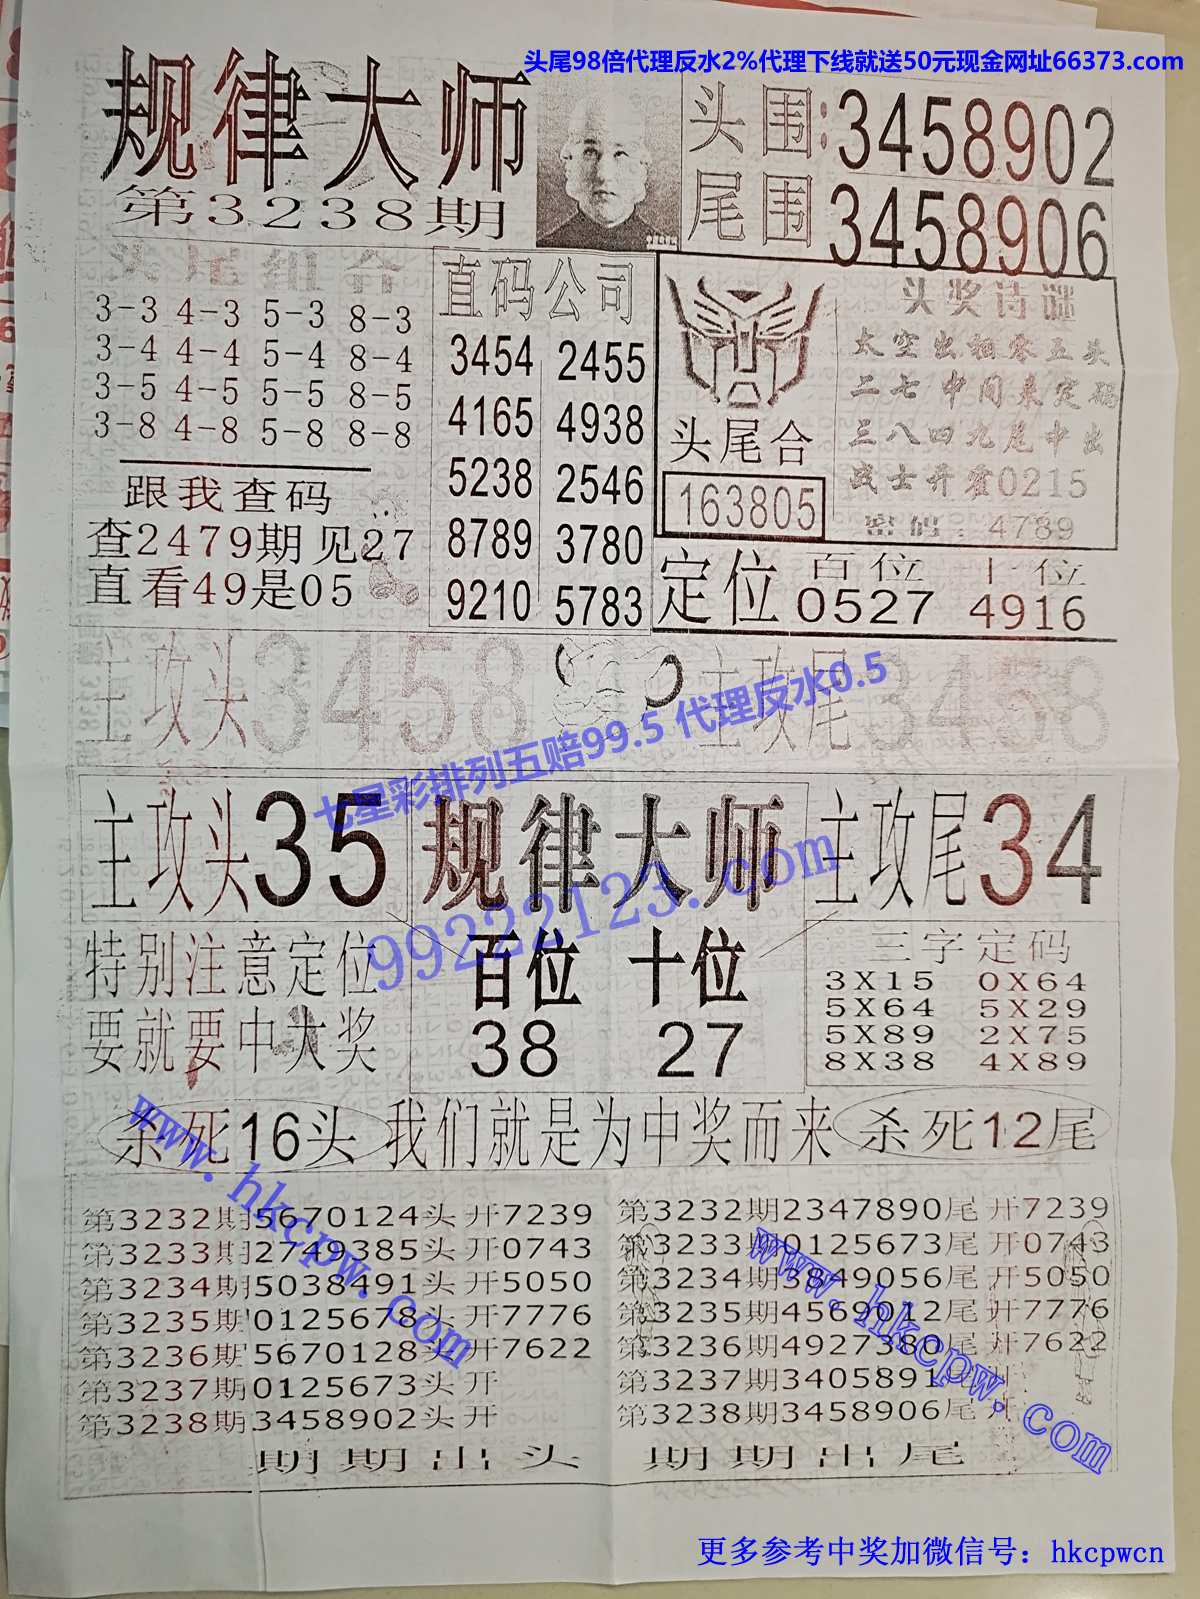 头尾98倍代理反水2%代理下线就送50元现金网址66373.com
规律大师
第3238期
头围:3458902
尾围3458906
头尾组合
3-3 4-3 5-3 8-3
3-4 4-4 5-4 8-4
3-5 4-5 5-5 8-5
3-8 4-8 5-8 8-8
跟我查码
查2479期见27
直看49是05
直码公司
3454 2455
4165 4938
5238 2546
8789 3780
9210 5783
头尾合
163805
头奖诗谜
太空出相零五头
二七中间来定码
三八四九尾中出
战士开霍0215
密码:4789
定位 百位 十位
0527 4916
主攻头3458
主攻尾3458
七星彩排列五赔99.5 代理反水0.5
主攻头35
规律大师
主攻尾34
99222123.com
特别注意定位
要就要中大奖
百位 十位
38 27
三字定码
3X15 0X64
5X64 5X29
5X89 2X75
8X38 4X89
杀死16头 我们就是为中奖而来 杀死12尾
www.hkcpw.com
第3232期5670124头开7239
第3233期2749385头开0743
第3234期5038491头开5050
第3235期0125678头开7776
第3236期5670128头开7622
第3237期0125673头开
第3238期3458902头开
期期出头
第3232期2347890尾开7239
第3233期0125673尾开0743
第3234期3849056尾开5050
第3235期4569012尾开7776
第3236期4927380尾开7622
第3237期3405891尾开
第3238期3458906尾开
期期出尾
www.hkcpw.com
更多参考中奖加微信号：hkcpwcn